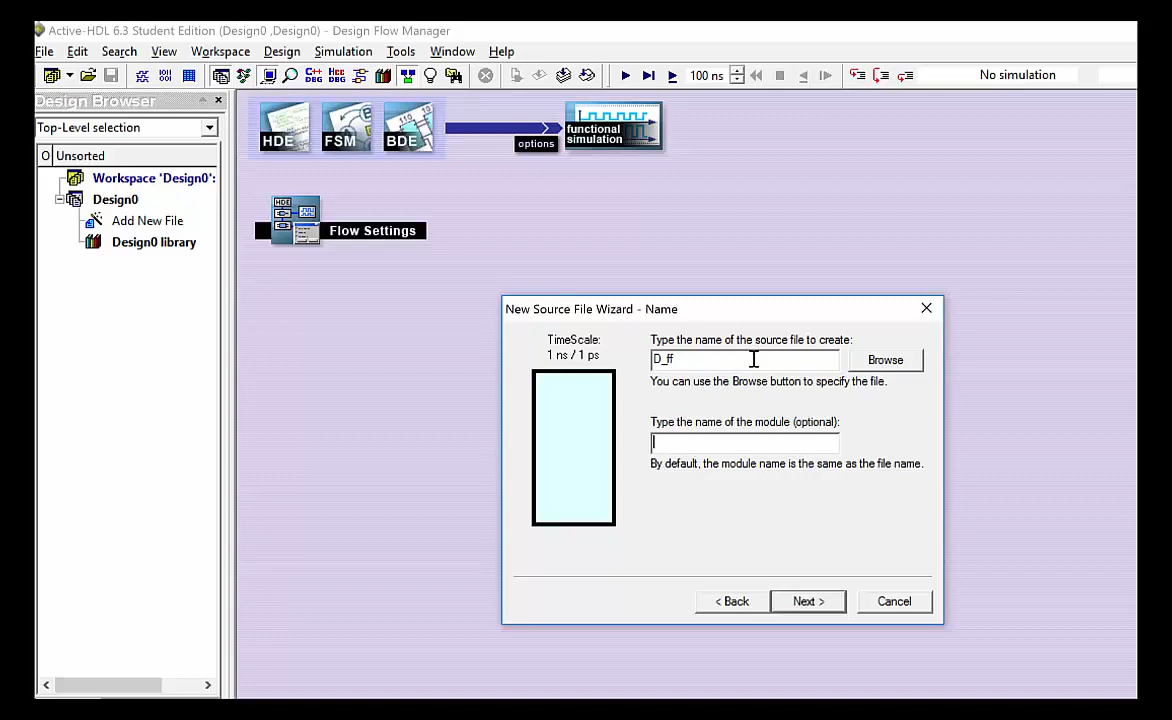 Active-HDL 6.3 Student Edition (Design0 ,Design0) - Design Flow Manager
File Edit Search View Workspace Design Simulation Tools Window Help
100 ns
No simulation
Design Browser
Top-Level selection
O Unsorted
Workspace 'Design0':
Design0
Add New File
Design0 library
HDE
FSM
BDE
options
functional
simulation
HDE
Flow Settings
New Source File Wizard - Name
TimeScale:
1 ns / 1 ps
Type the name of the source file to create:
D_ff
Browse
You can use the Browse button to specify the file.
Type the name of the module (optional):
By default, the module name is the same as the file name.
< Back
Next >
Cancel